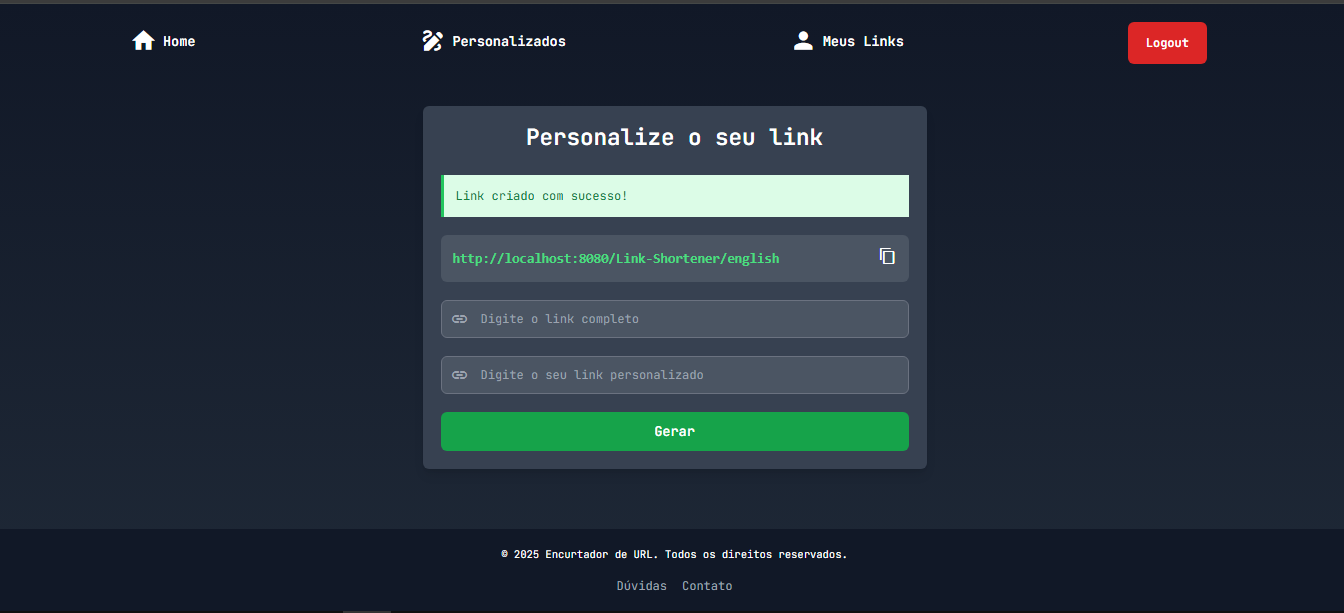 Home
Personalizados
Meus Links
Logout
Personalize o seu link
Link criado com sucesso!
http://localhost:8080/Link-Shortener/english
Digite o link completo
Digite o seu link personalizado
Gerar
© 2025 Encurtador de URL. Todos os direitos reservados.
Dúvidas Contato